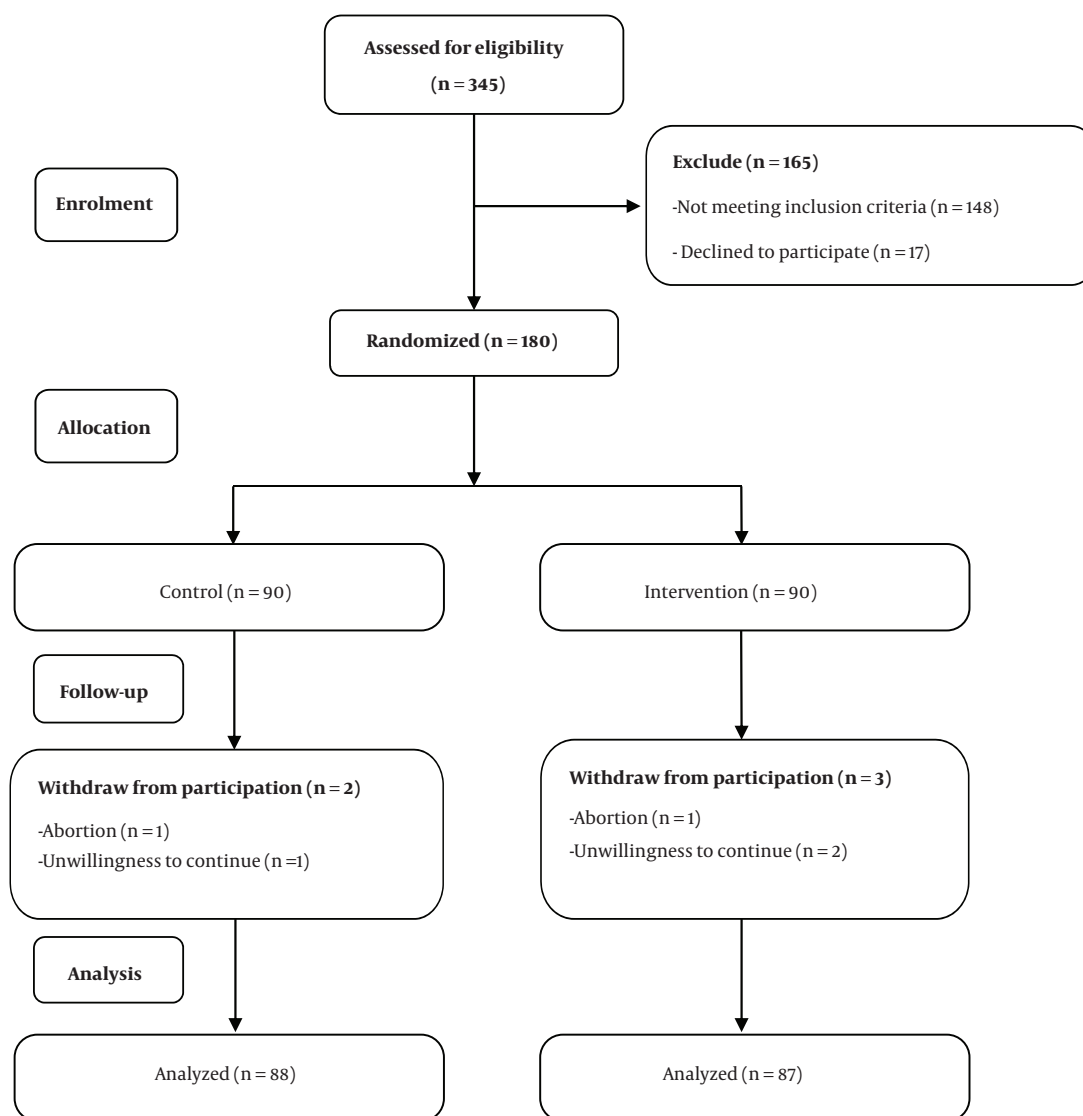 Assessed for eligibility
(n = 345)
Enrolment
Exclude (n = 165)
-Not meeting inclusion criteria (n = 148)
- Declined to participate (n = 17)
Randomized (n = 180)
Allocation
Control (n = 90)
Intervention (n = 90)
Follow-up
Withdraw from participation (n = 2)
-Abortion (n = 1)
-Unwillingness to continue (n =1)
Withdraw from participation (n = 3)
-Abortion (n = 1)
-Unwillingness to continue (n = 2)
Analysis
Analyzed (n = 88)
Analyzed (n = 87)